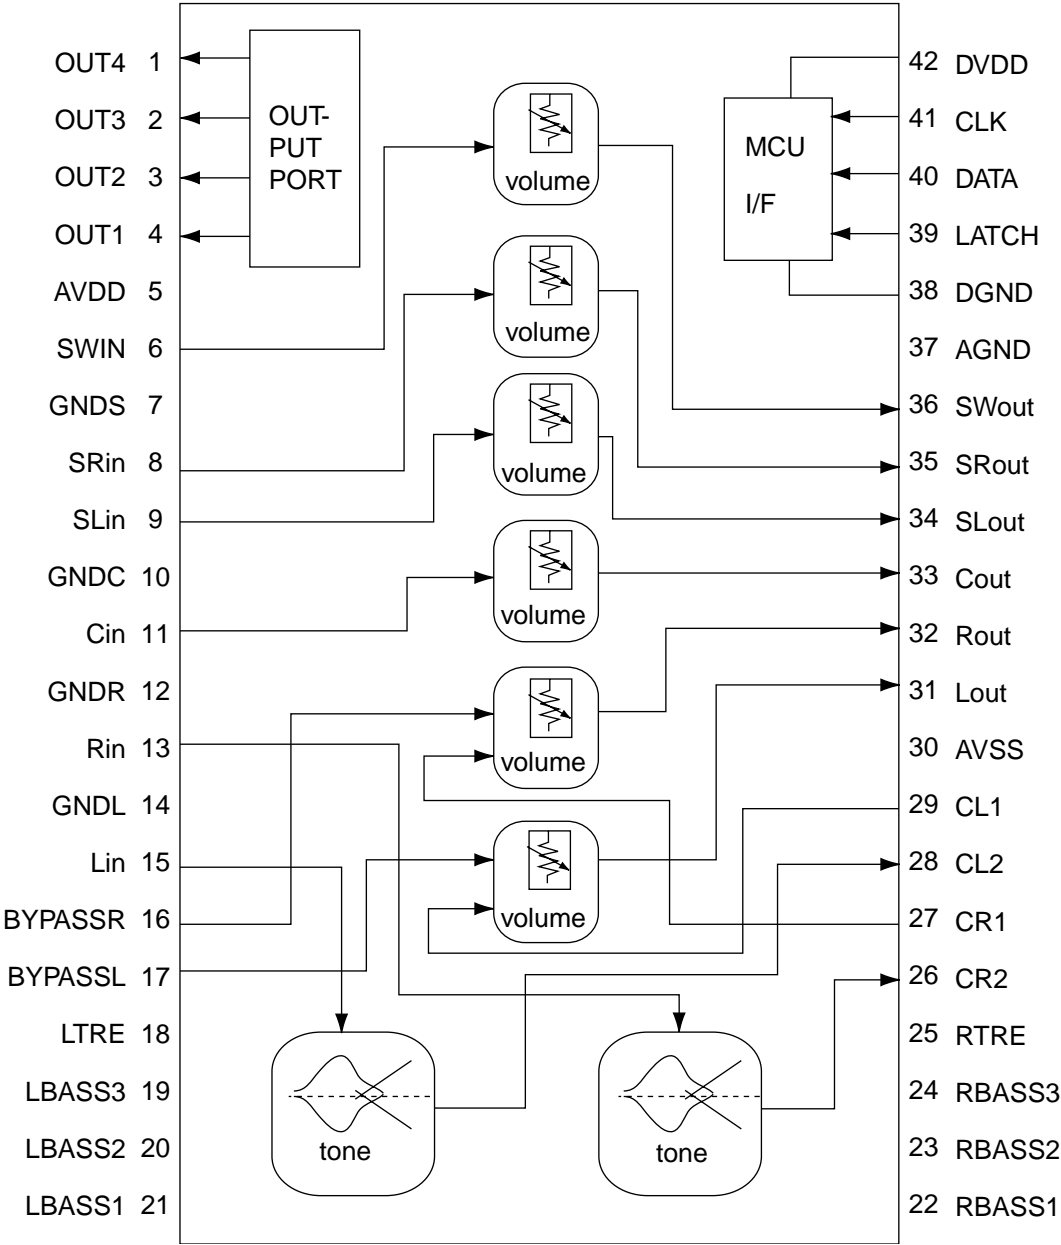 OUT4 1
OUT3 2
OUT2 3
OUT1 4
AVDD 5
SWIN 6
GNDS 7
SRin 8
SLin 9
GNDC 10
Cin 11
GNDR 12
Rin 13
GNDL 14
Lin 15
BYPASSR 16
BYPASSL 17
LTRE 18
LBASS3 19
LBASS2 20
LBASS1 21
OUT-
PUT
PORT
volume
volume
volume
volume
volume
volume
tone
tone
MCU
I/F
42 DVDD
41 CLK
40 DATA
39 LATCH
38 DGND
37 AGND
36 SWout
35 SRout
34 SLout
33 Cout
32 Rout
31 Lout
30 AVSS
29 CL1
28 CL2
27 CR1
26 CR2
25 RTRE
24 RBASS3
23 RBASS2
22 RBASS1